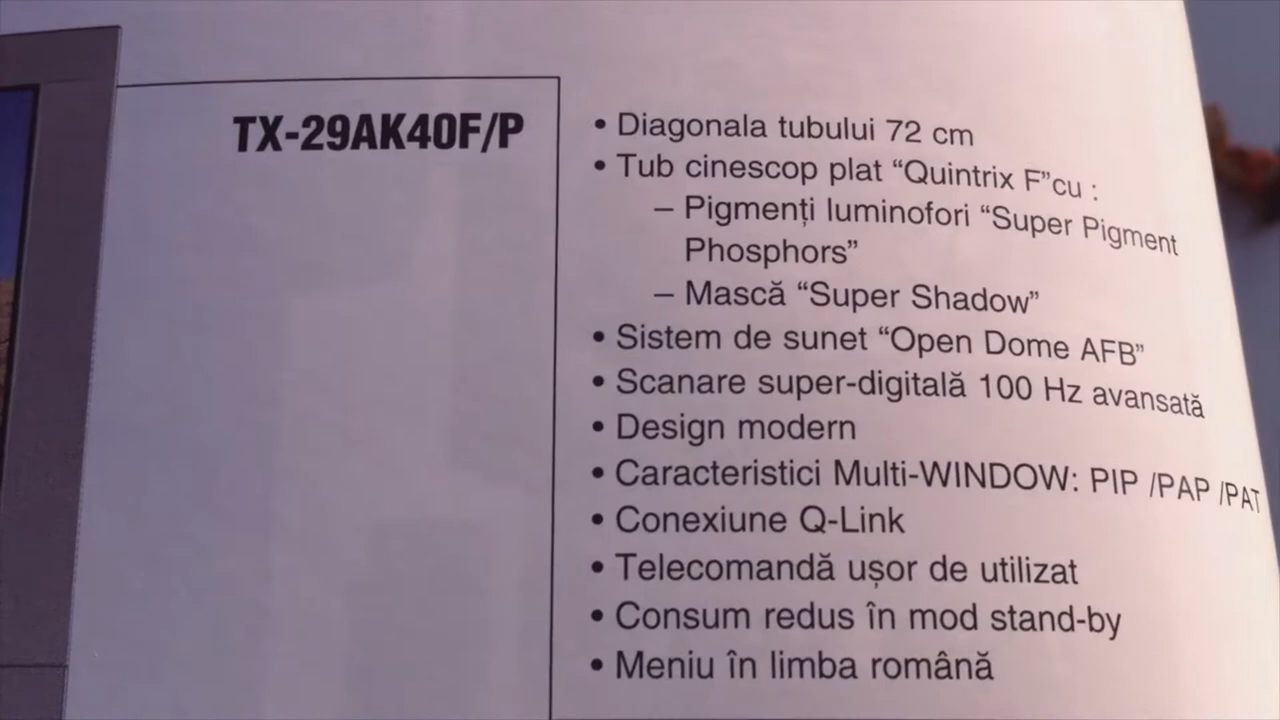 TX-29AK40F/P
• Diagonala tubului 72 cm
• Tub cinescop plat “Quintrix F”cu :
– Pigmenți luminofori “Super Pigment
Phosphors”
– Mască “Super Shadow”
• Sistem de sunet “Open Dome AFB”
• Scanare super-digitală 100 Hz avansată
• Design modern
• Caracteristici Multi-WINDOW: PIP /PAP /PAT
• Conexiune Q-Link
• Telecomandă ușor de utilizat
• Consum redus în mod stand-by
• Meniu în limba română